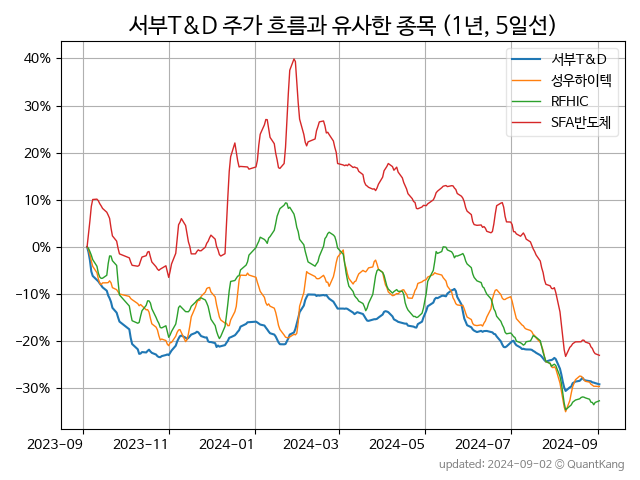 서부T&D 주가 흐름과 유사한 종목 (1년, 5일선)
서부T&D
성우하이텍
RFHIC
SFA반도체
40%
30%
20%
10%
0%
−10%
−20%
−30%
2023-09
2023-11
2024-01
2024-03
2024-05
2024-07
2024-09
updated: 2024-09-02 © QuantKang